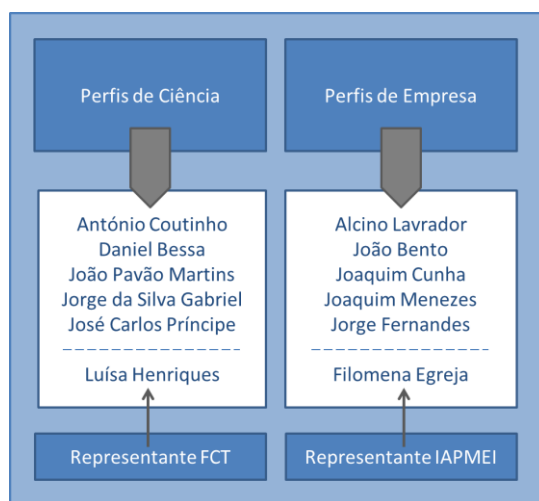 Perfis de Ciência
António Coutinho
Daniel Bessa
João Pavão Martins
Jorge da Silva Gabriel
José Carlos Príncipe
Luísa Henriques
Representante FCT
Perfis de Empresa
Alcino Lavrador
João Bento
Joaquim Cunha
Joaquim Menezes
Jorge Fernandes
Filomena Egreja
Representante IAPMEI